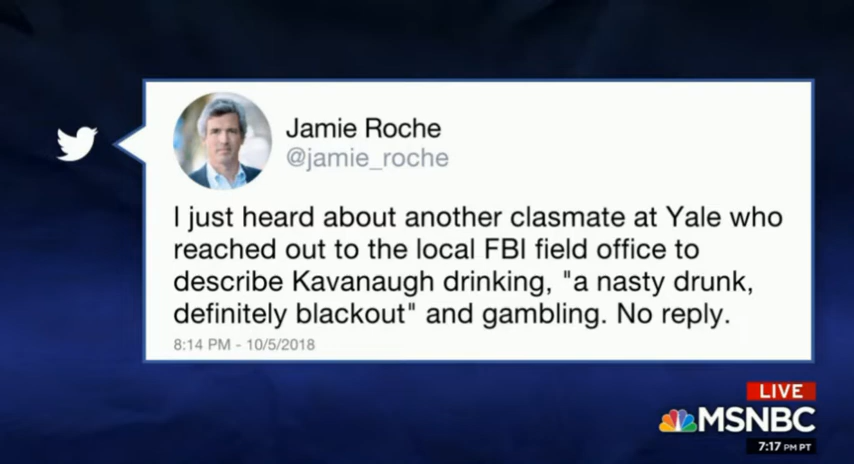 Jamie Roche
@jamie_roche
I just heard about another clasmate at Yale who
reached out to the local FBI field office to
describe Kavanaugh drinking, "a nasty drunk,
definitely blackout" and gambling. No reply.
8:14 PM - 10/5/2018
LIVE
MSNBC
7:17 PM PT